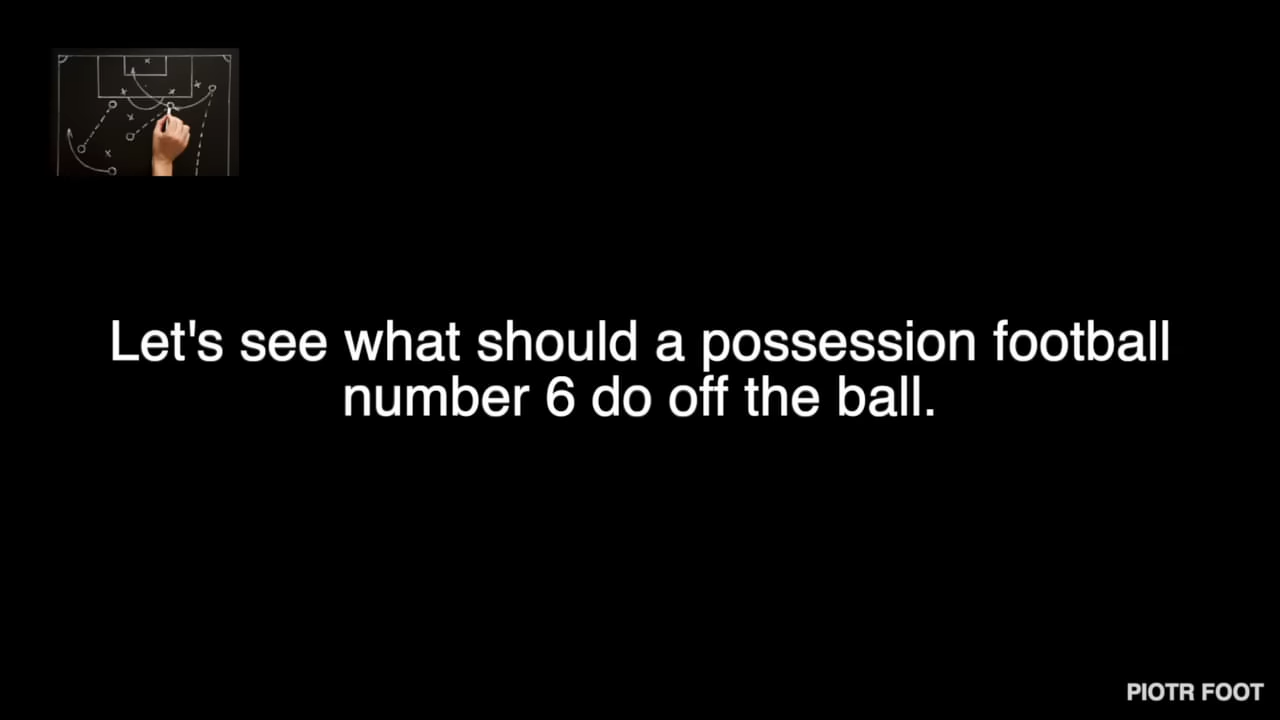 Let's see what should a possession football
number 6 do off the ball.
PIOTR FOOT